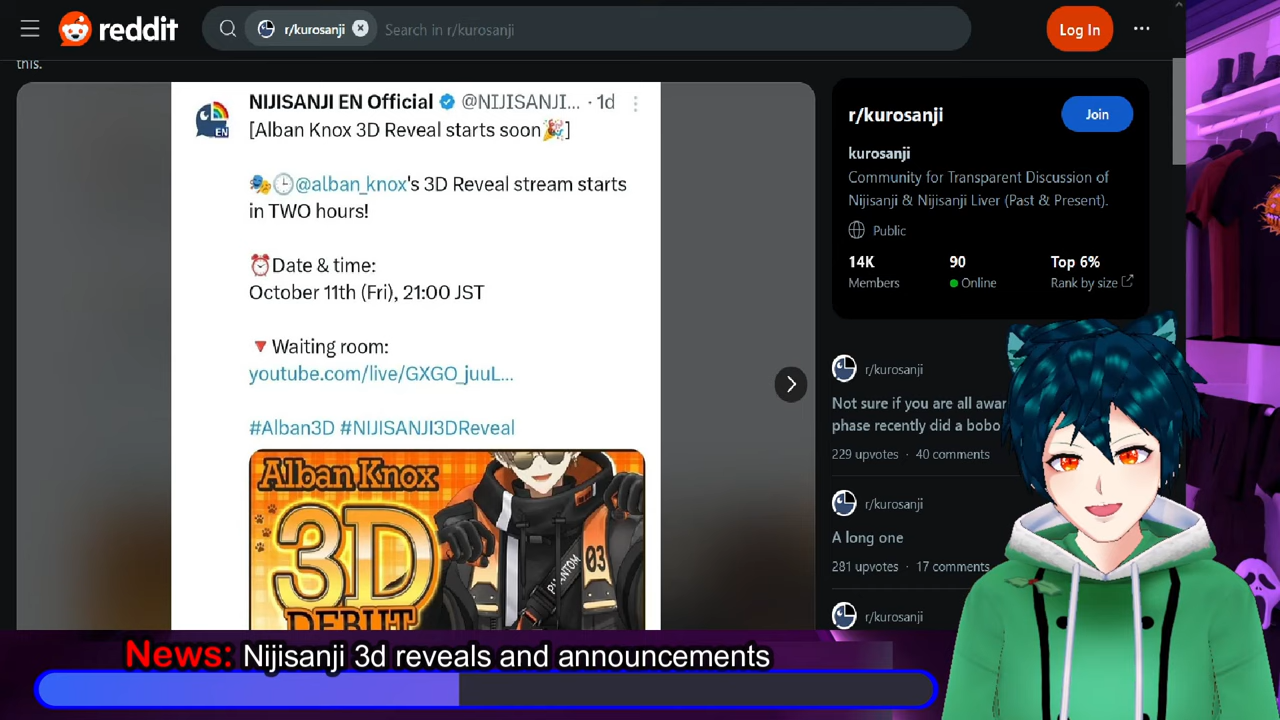 reddit
r/kurosanji
Search in r/kurosanji
Log In
this.
NIJISANJI EN Official @NIJISANJI... · 1d
EN
[Alban Knox 3D Reveal starts soon🎉]
🎭🕒@alban_knox's 3D Reveal stream starts
in TWO hours!
⏰Date & time:
October 11th (Fri), 21:00 JST
🔻Waiting room:
youtube.com/live/GXGO_juuL...
#Alban3D #NIJISANJI3DReveal
Alban Knox
3D
DEBUT
PHANTOM
03
r/kurosanji
Join
kurosanji
Community for Transparent Discussion of
Nijisanji & Nijisanji Liver (Past & Present).
Public
14K 90 Top 6%
Members Online Rank by size
r/kurosanji
Not sure if you are all awar
phase recently did a bobo
229 upvotes · 40 comments
r/kurosanji
A long one
281 upvotes · 17 comments
r/kurosanji
News: Nijisanji 3d reveals and announcements